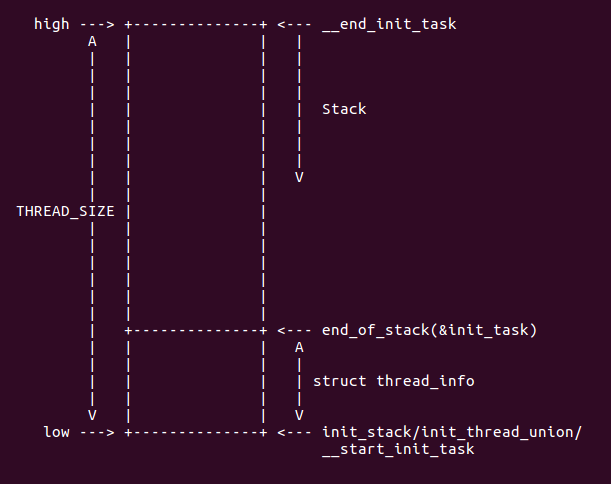 high ---> +--------------+ <--- __end_init_task
A | | |
| | | |
| | | |
| | | |
| | | | Stack
| | | |
| | | |
| | | |
| | | V
| | |
THREAD_SIZE | |
| | |
| | |
| | |
| | |
| | |
| | |
| +--------------+ <--- end_of_stack(&init_task)
| | | A
| | | |
| | | | struct thread_info
| | | |
V | | V
low ---> +--------------+ <--- init_stack/init_thread_union/
__start_init_task